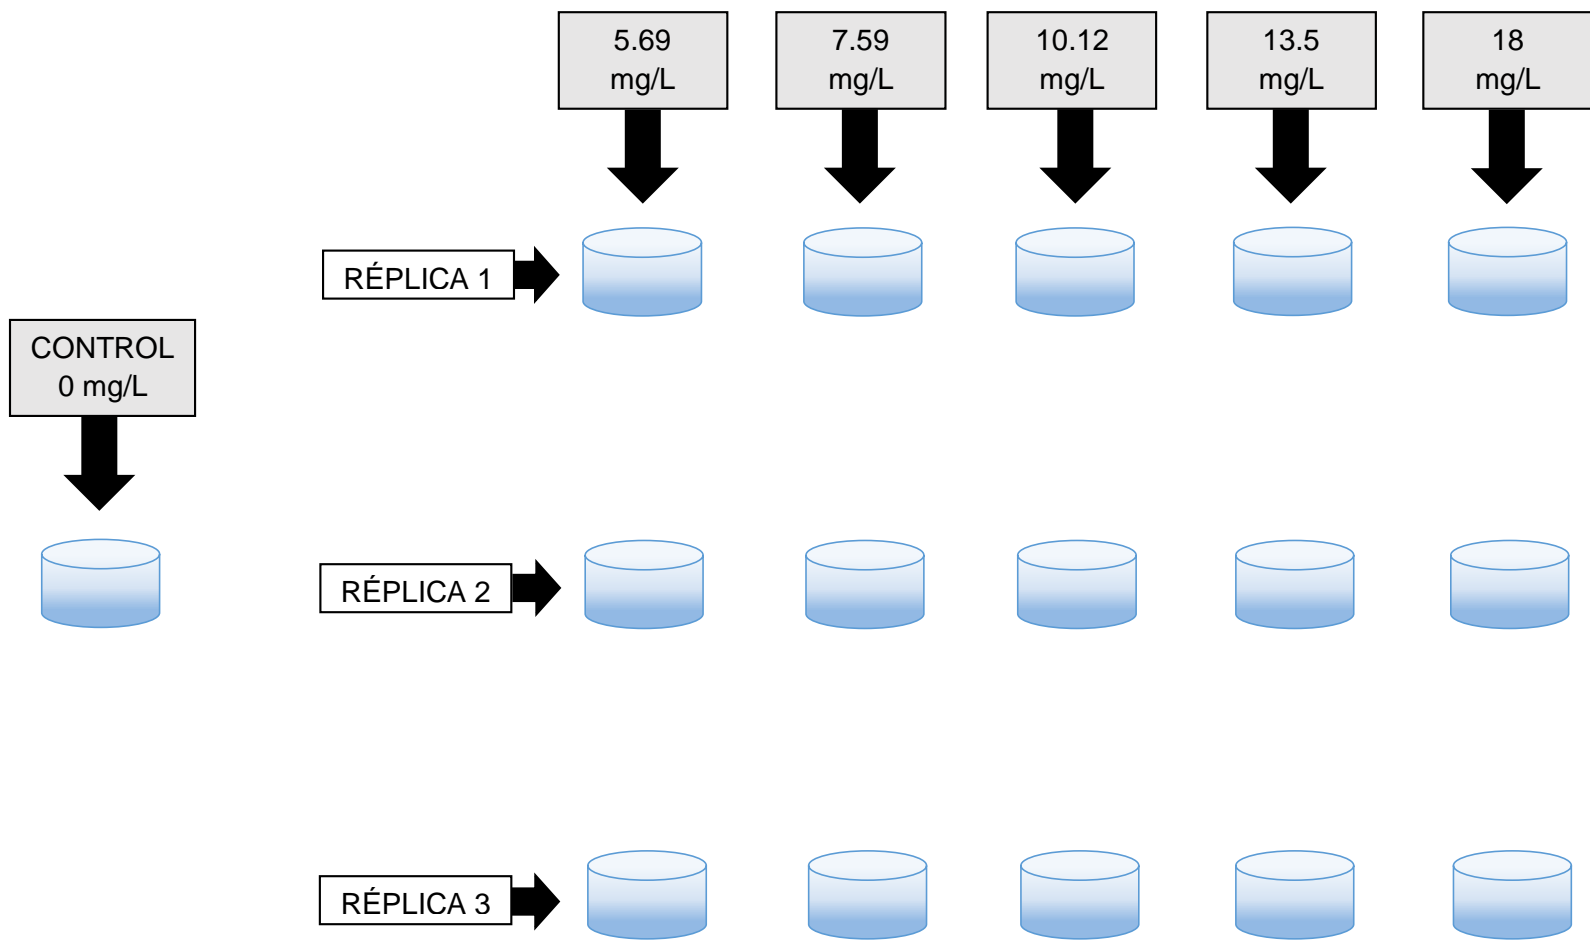 5.69
mg/L
7.59
mg/L
10.12
mg/L
13.5
mg/L
18
mg/L
RÉPLICA 1
CONTROL
0 mg/L
RÉPLICA 2
RÉPLICA 3